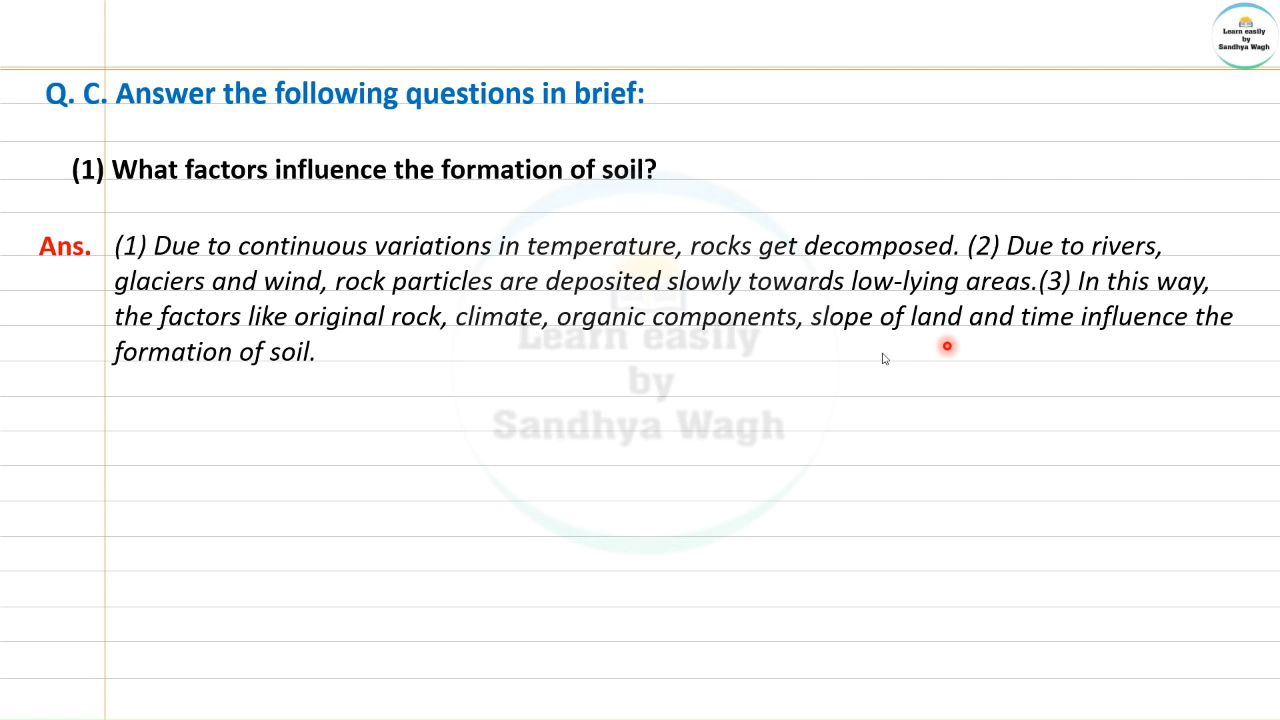 Learn easily
by
Sandhya Wagh
Q. C. Answer the following questions in brief:
(1) What factors influence the formation of soil?
Ans. (1) Due to continuous variations in temperature, rocks get decomposed. (2) Due to rivers,
glaciers and wind, rock particles are deposited slowly towards low-lying areas.(3) In this way,
the factors like original rock, climate, organic components, slope of land and time influence the
formation of soil.
Learn easily
by
Sandhya Wagh